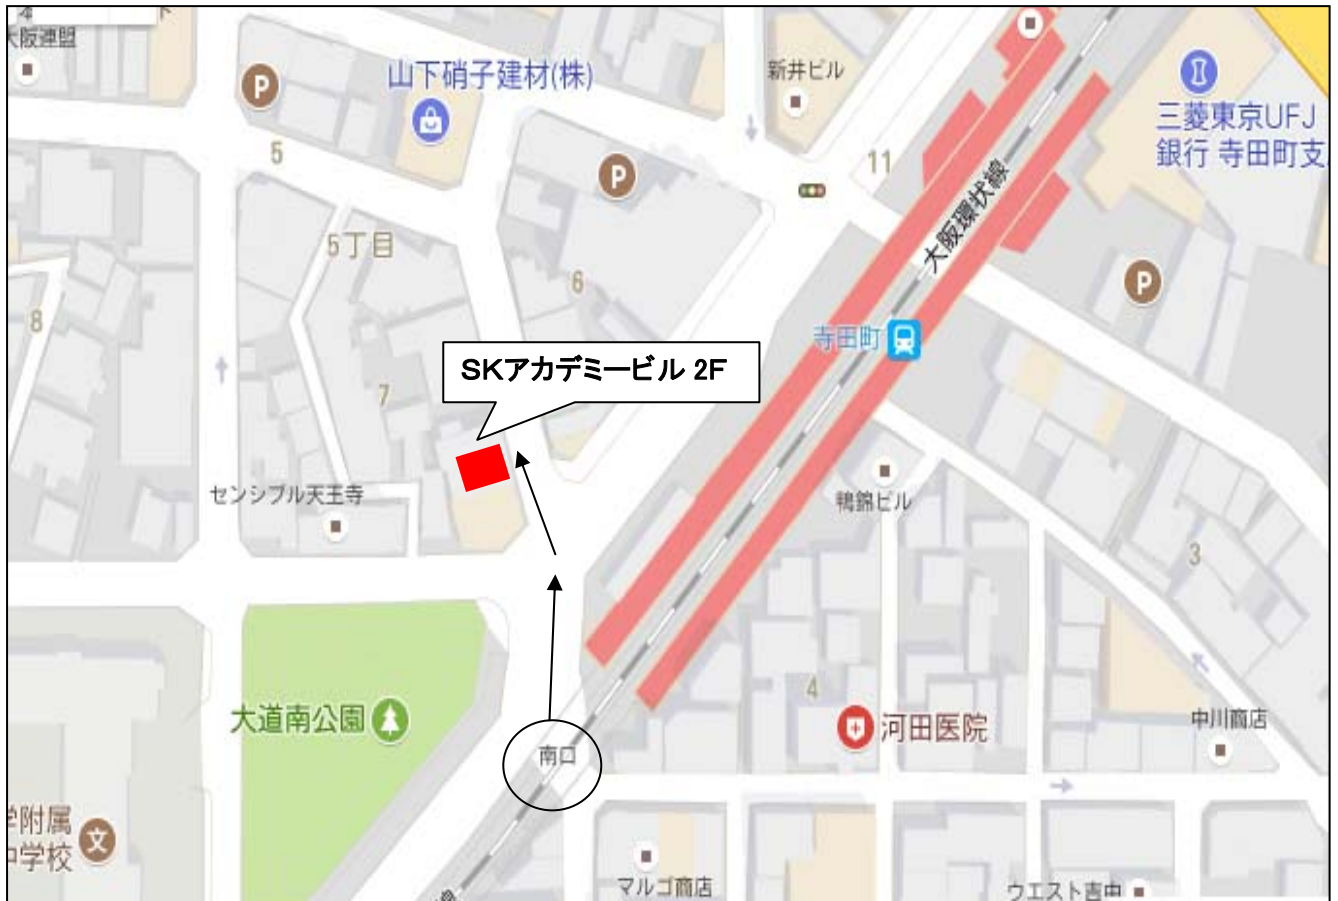 大阪連盟
P
山下硝子建材(株)
新井ビル
三菱東京UFJ
銀行 寺田町支
5
P
11
大阪環状線
5丁目
6
P
8
寺田町
SKアカデミービル 2F
7
センシブル天王寺
鴨錦ビル
3
大道南公園
4
河田医院
中川商店
南口
学附属
中学校
文
マルゴ商店
ウエスト吉中
線